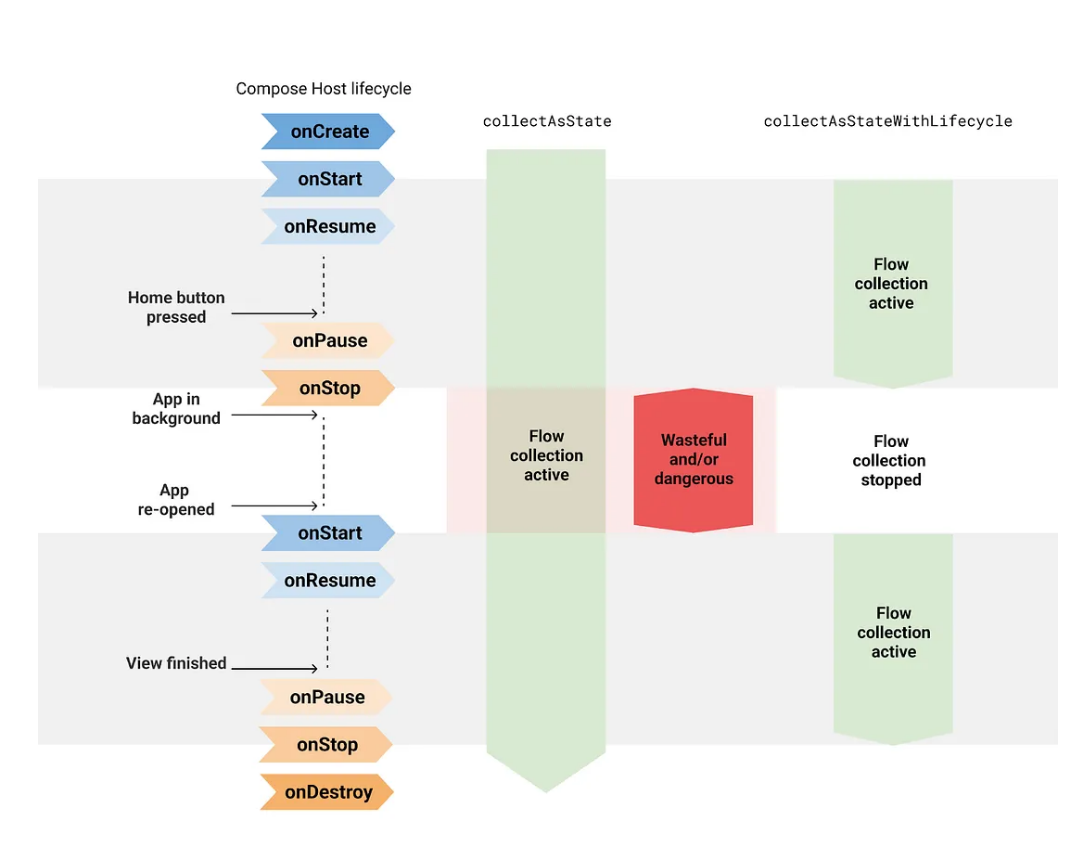 Compose Host lifecycle
collectAsState
collectAsStateWithLifecycle
onCreate
onStart
onResume
Flow
collection
active
Home button
pressed
onPause
onStop
App in
background
Flow
collection
active
Wasteful
and/or
dangerous
Flow
collection
stopped
App
re-opened
onStart
onResume
Flow
collection
active
View finished
onPause
onStop
onDestroy